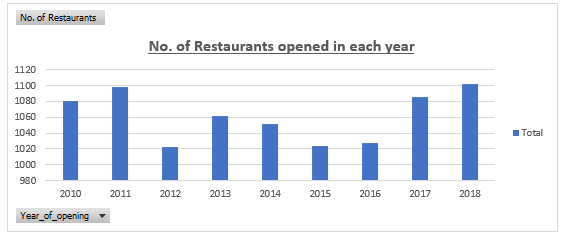 No. of Restaurants
No. of Restaurants opened in each year
1120
1100
1080
1060
1040
1020
1000
980
2010 2011 2012 2013 2014 2015 2016 2017 2018
Total
Year_of_opening